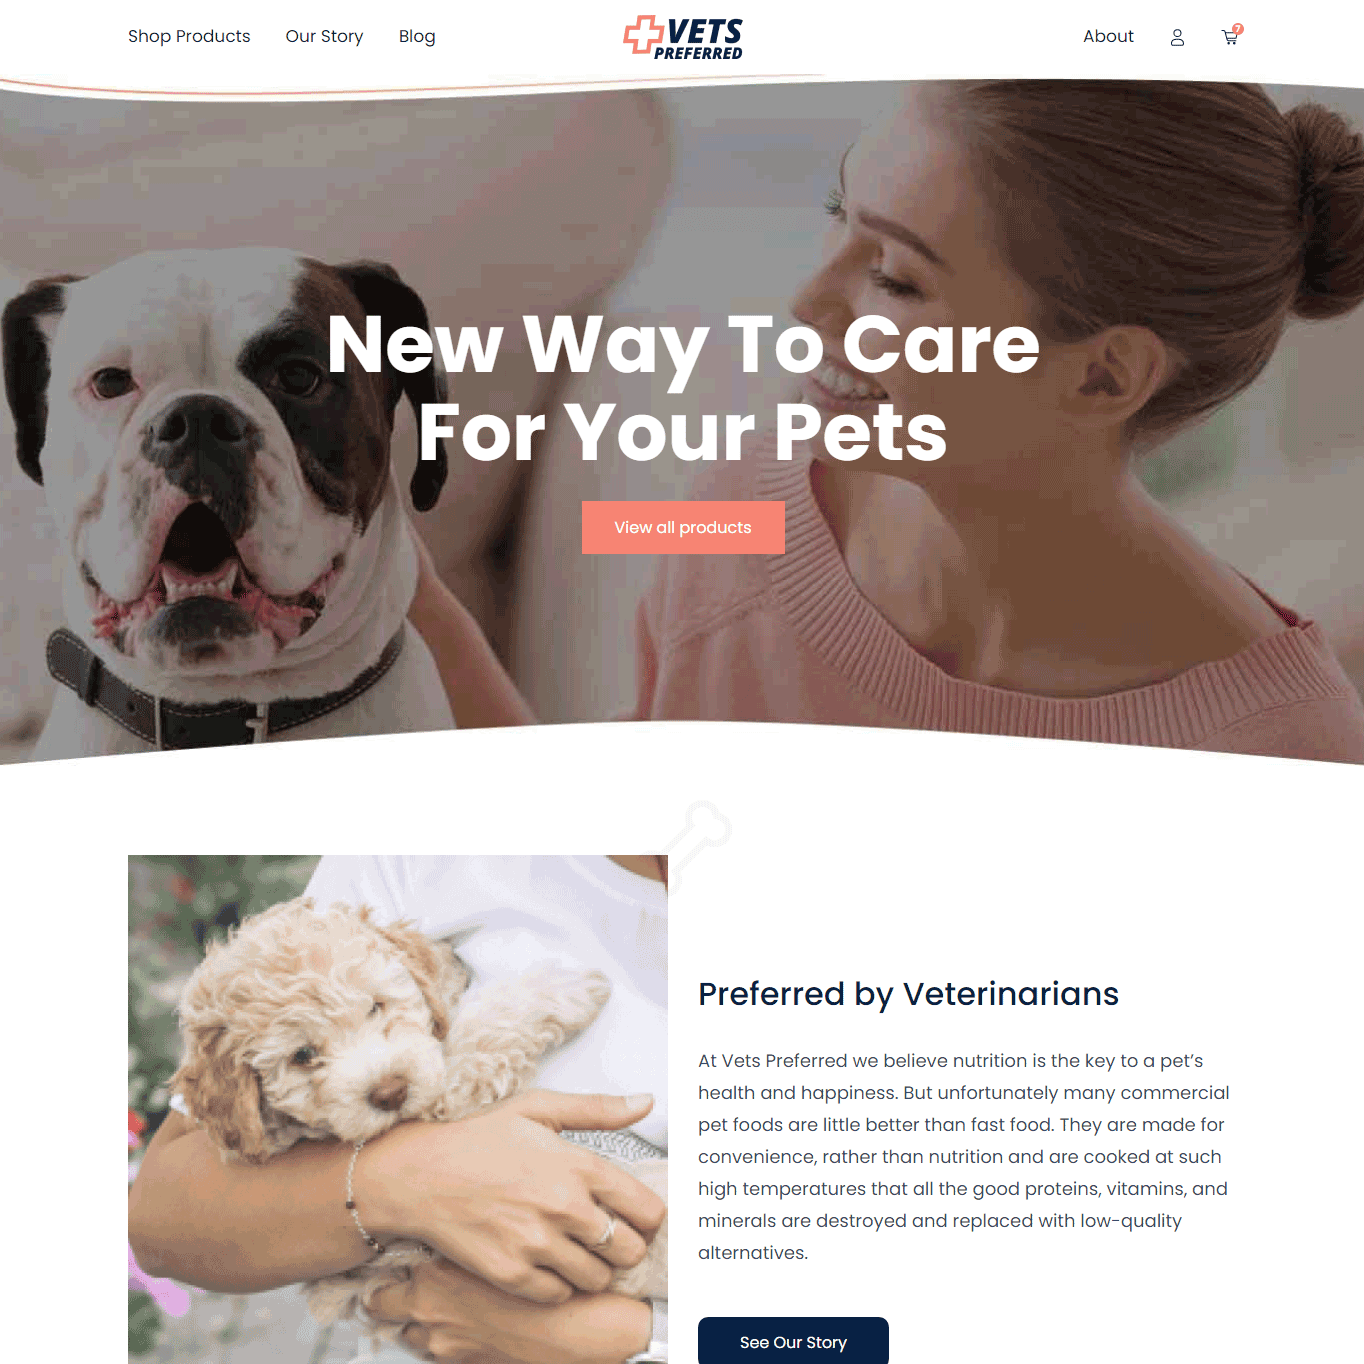 Shop Products
Our Story
Blog
VETS
PREFERRED
About
7
New Way To Care
For Your Pets
View all products
Preferred by Veterinarians
At Vets Preferred we believe nutrition is the key to a pet’s
health and happiness. But unfortunately many commercial
pet foods are little better than fast food. They are made for
convenience, rather than nutrition and are cooked at such
high temperatures that all the good proteins, vitamins, and
minerals are destroyed and replaced with low-quality
alternatives.
See Our Story